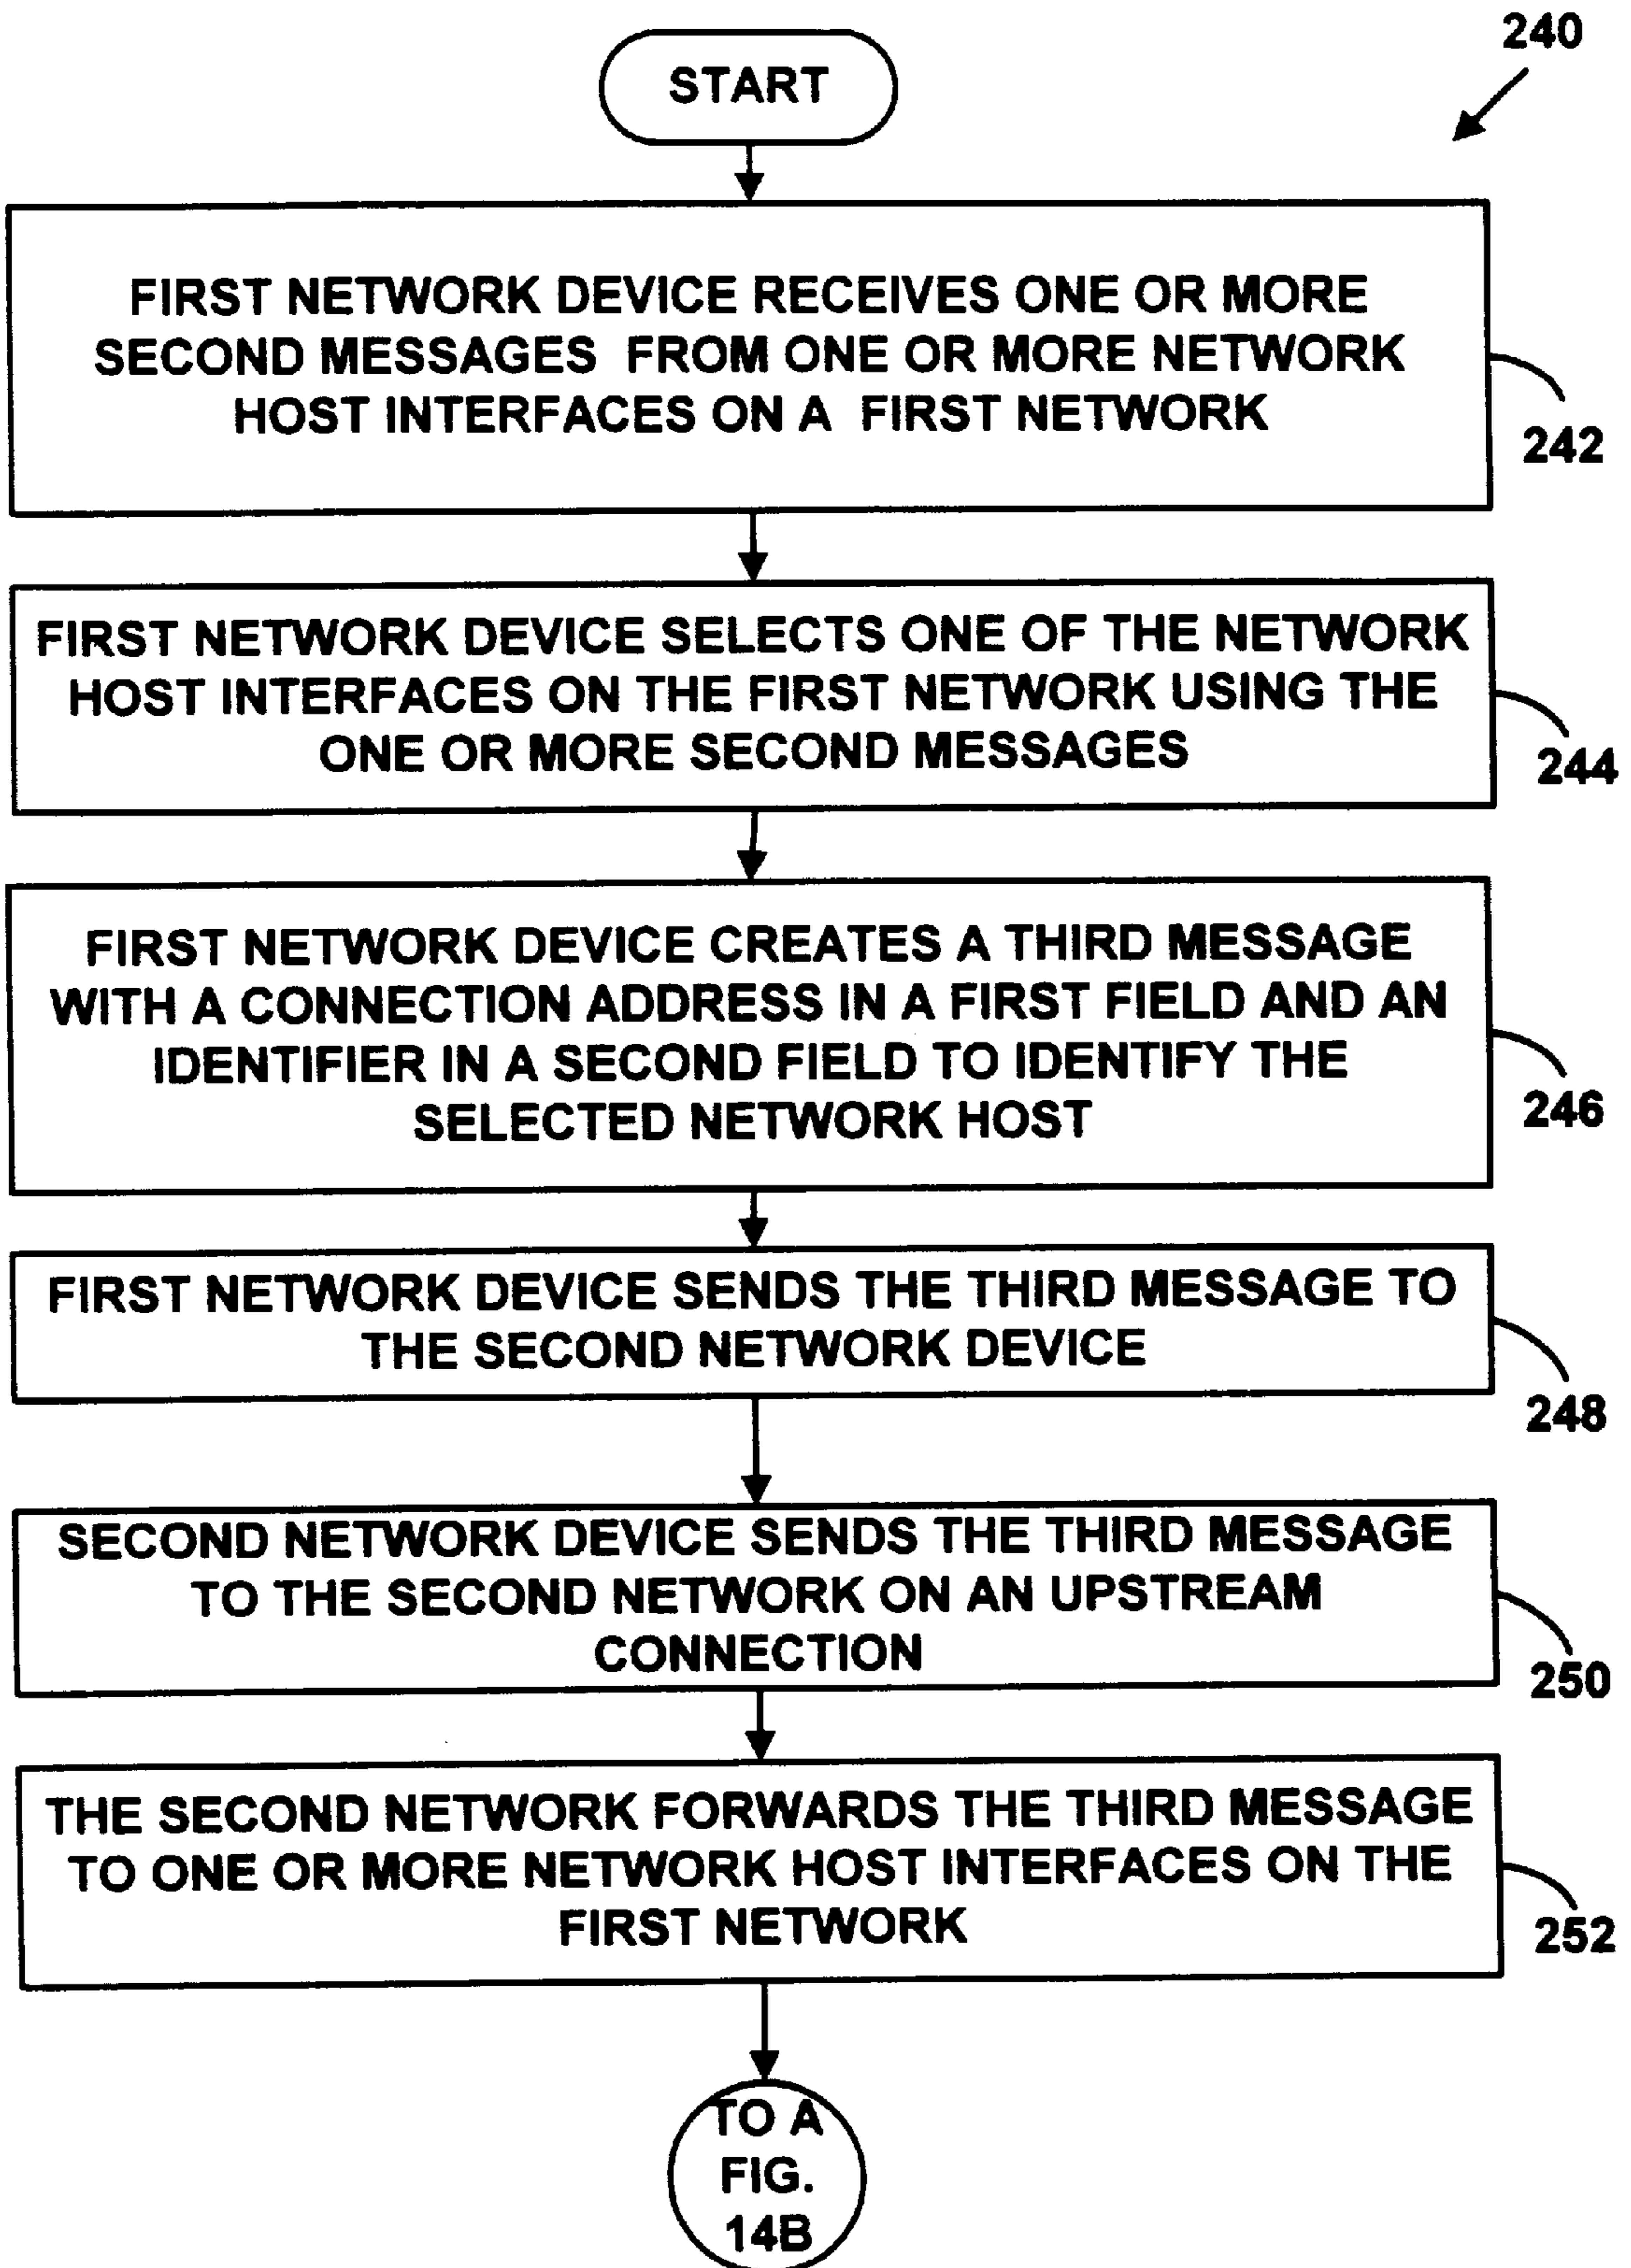 240
START
FIRST NETWORK DEVICE RECEIVES ONE OR MORE
SECOND MESSAGES FROM ONE OR MORE NETWORK
HOST INTERFACES ON A FIRST NETWORK
242
FIRST NETWORK DEVICE SELECTS ONE OF THE NETWORK
HOST INTERFACES ON THE FIRST NETWORK USING THE
ONE OR MORE SECOND MESSAGES
244
FIRST NETWORK DEVICE CREATES A THIRD MESSAGE
WITH A CONNECTION ADDRESS IN A FIRST FIELD AND AN
IDENTIFIER IN A SECOND FIELD TO IDENTIFY THE
SELECTED NETWORK HOST
246
FIRST NETWORK DEVICE SENDS THE THIRD MESSAGE TO
THE SECOND NETWORK DEVICE
248
SECOND NETWORK DEVICE SENDS THE THIRD MESSAGE
TO THE SECOND NETWORK ON AN UPSTREAM
CONNECTION
250
THE SECOND NETWORK FORWARDS THE THIRD MESSAGE
TO ONE OR MORE NETWORK HOST INTERFACES ON THE
FIRST NETWORK
252
TO A
FIG.
14B